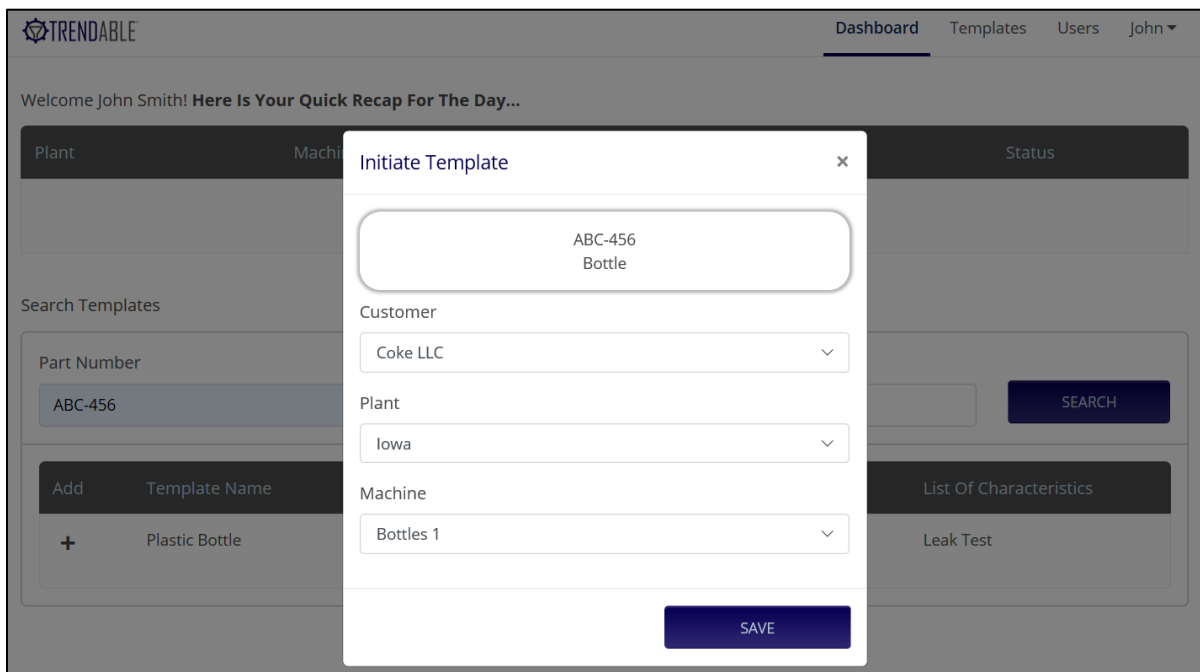 TRENDABLE
Dashboard Templates Users John
Welcome John Smith! Here Is Your Quick Recap For The Day...
Plant Status
Initiate Template ×
ABC-456
Bottle
Customer
Coke LLC
Plant
Iowa
Machine
Bottles 1
SAVE
Search Templates
Part Number
ABC-456
SEARCH
Add Template Name List Of Characteristics
+ Plastic Bottle Leak Test